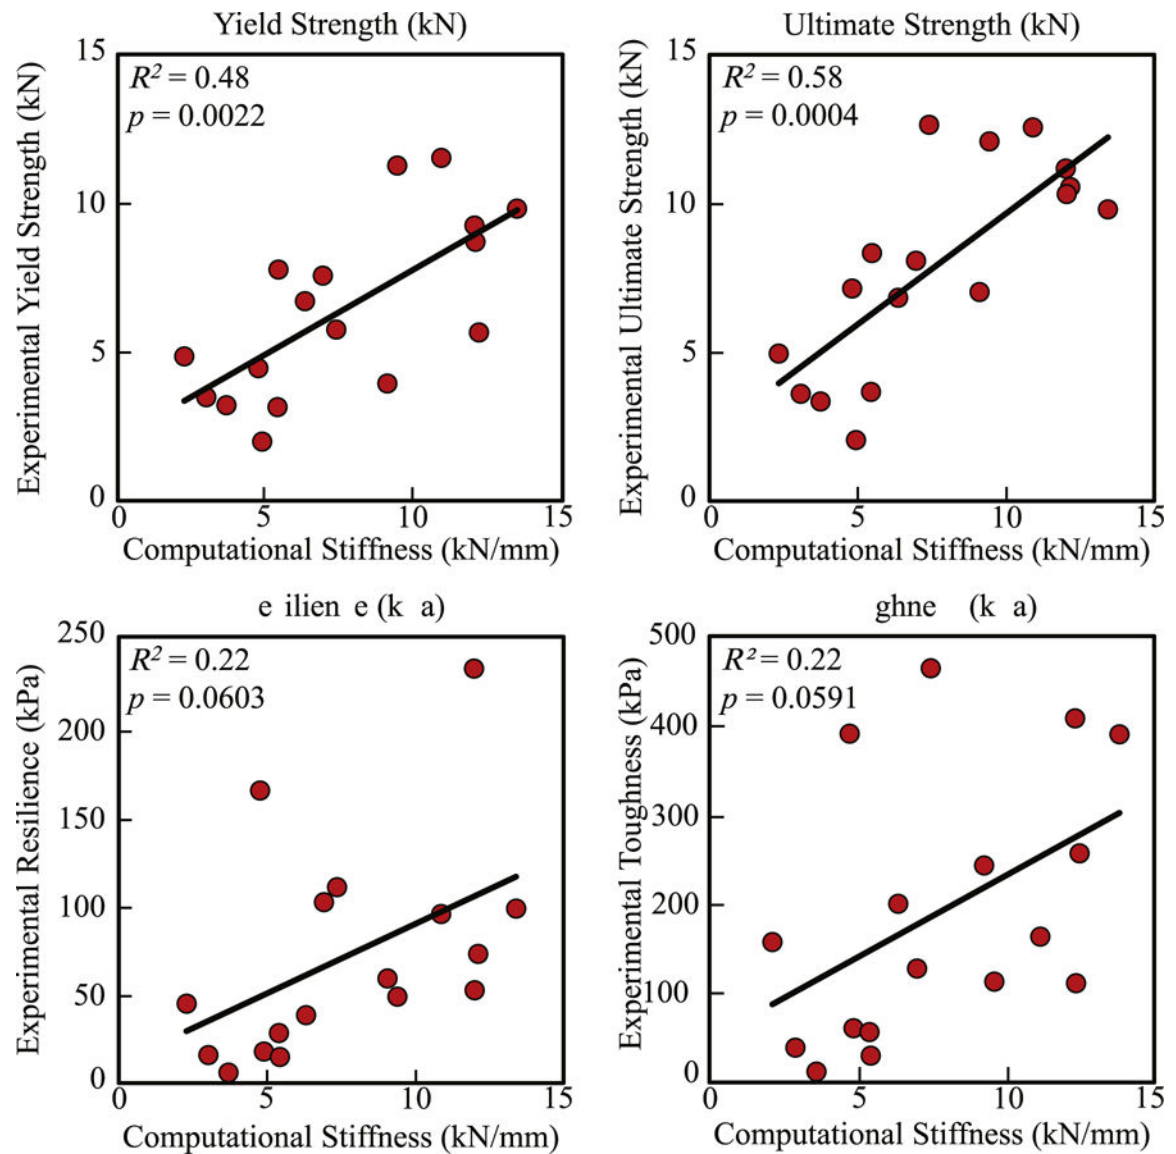 Yield Strength (kN)
Experimental Yield Strength (kN)
15
10
5
0
R² = 0.48
p = 0.0022
0 5 10 15
Computational Stiffness (kN/mm)
Ultimate Strength (kN)
Experimental Ultimate Strength (kN)
15
10
5
0
R² = 0.58
p = 0.0004
0 5 10 15
Computational Stiffness (kN/mm)
e ilien e (k a)
Experimental Resilience (kPa)
250
200
150
100
50
0
R² = 0.22
p = 0.0603
0 5 10 15
Computational Stiffness (kN/mm)
ghne (k a)
Experimental Toughness (kPa)
500
400
300
200
100
0
R² = 0.22
p = 0.0591
0 5 10 15
Computational Stiffness (kN/mm)